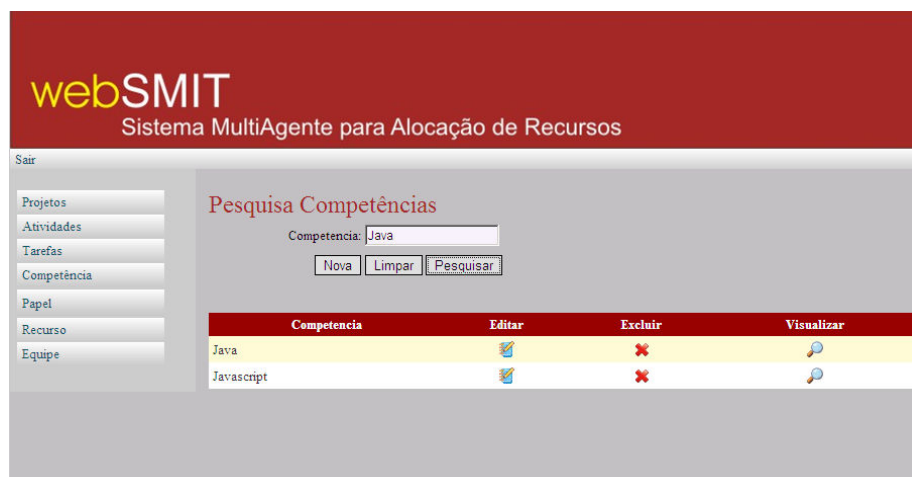 webSMIT
Sistema MultiAgente para Alocação de Recursos
Sair
Projetos
Atividades
Tarefas
Competência
Papel
Recurso
Equipe
Pesquisa Competências
Competencia: Java
Nova Limpar Pesquisar
Competencia Editar Excluir Visualizar
Java
Javascript